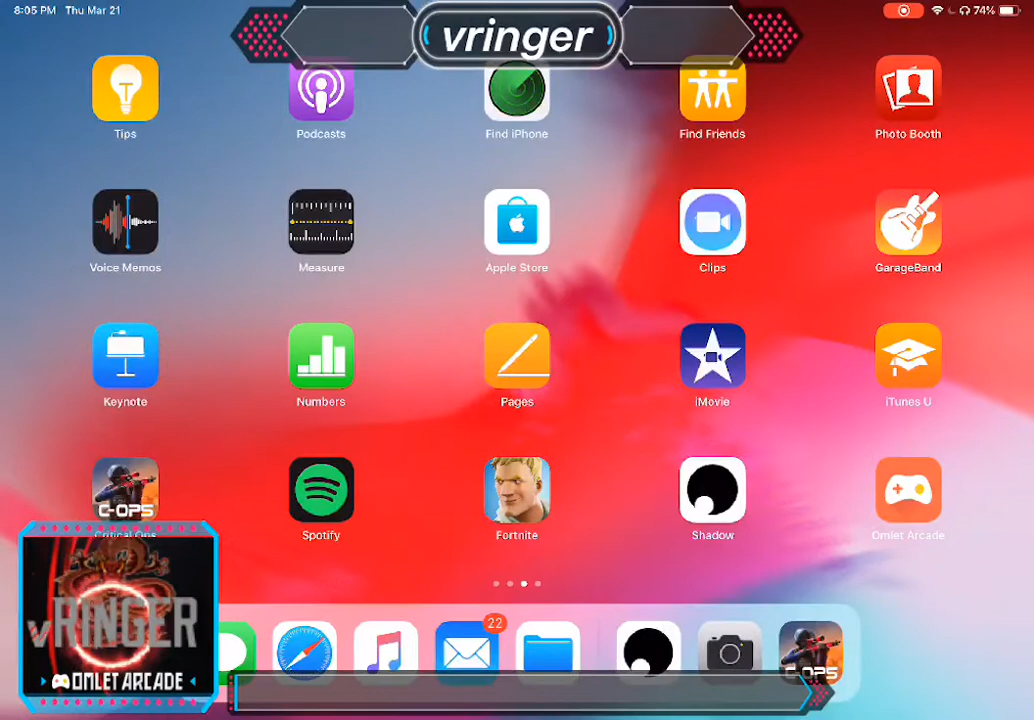 8:05 PM Thu Mar 21
74%
vringer
Tips
Podcasts
Find iPhone
Find Friends
Photo Booth
Voice Memos
Measure
Apple Store
Clips
GarageBand
Keynote
Numbers
Pages
iMovie
iTunes U
C-OPS
Critical Ops
Spotify
Fortnite
Shadow
Omlet Arcade
vRINGER
OMLET ARCADE
22
C-OPS